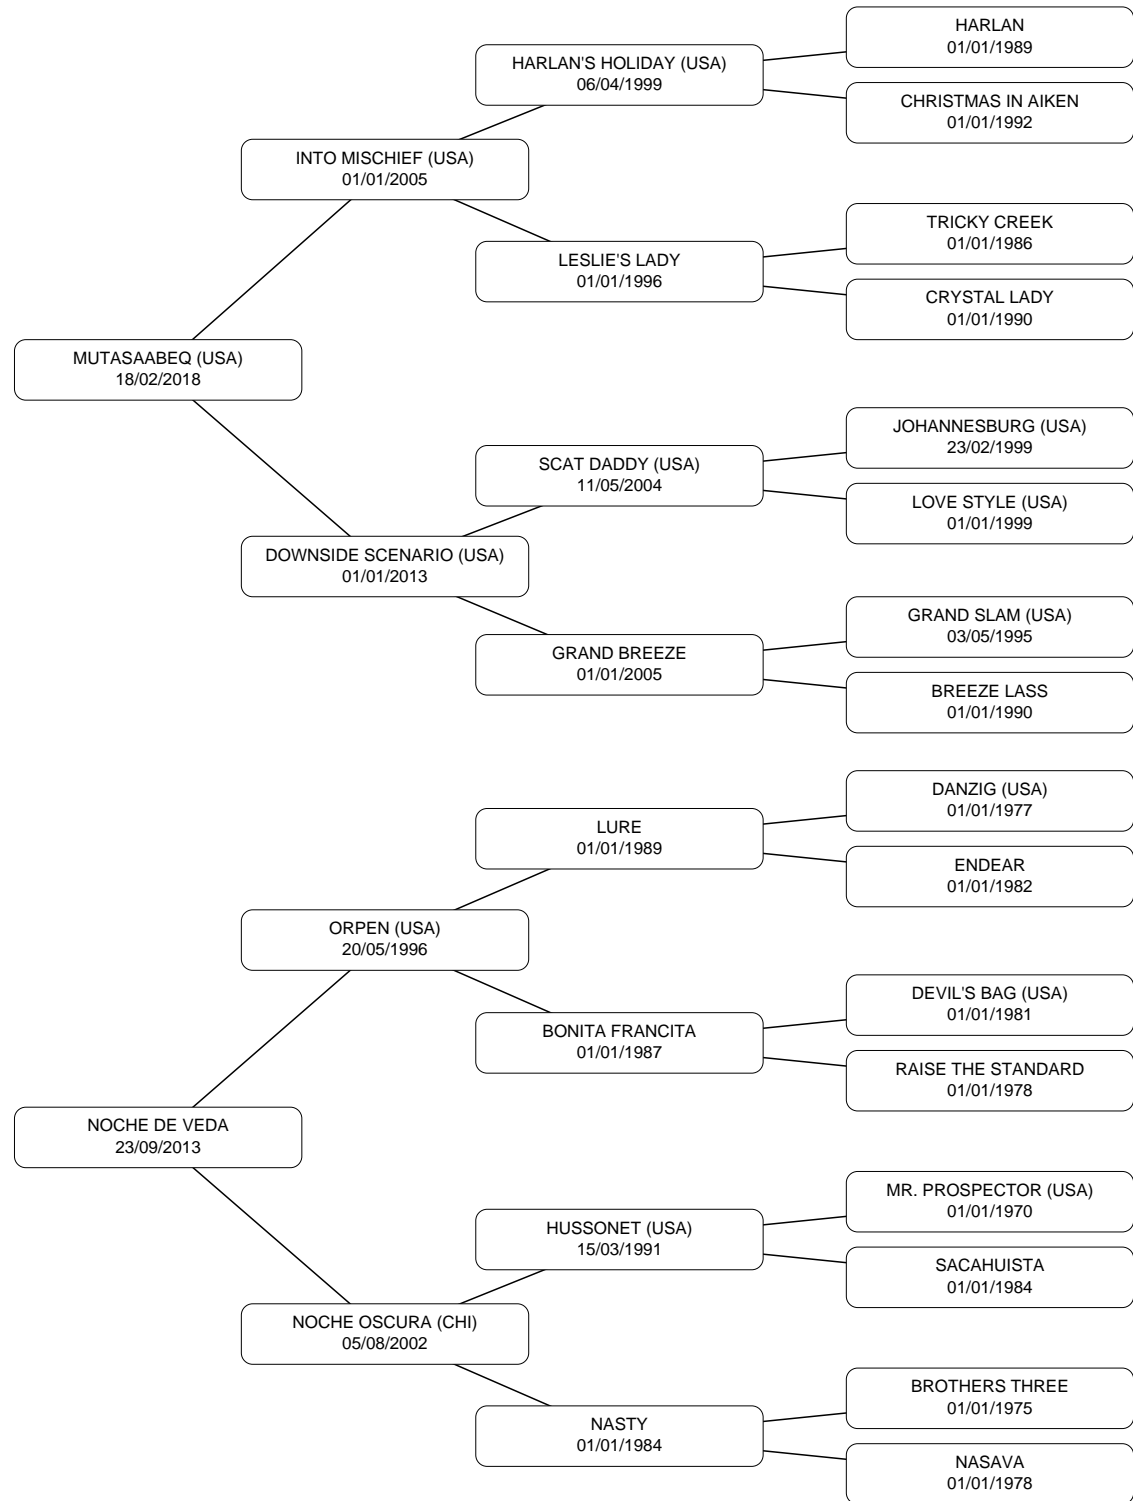 HARLAN
01/01/1989
HARLAN'S HOLIDAY (USA)
06/04/1999
CHRISTMAS IN AIKEN
01/01/1992
INTO MISCHIEF (USA)
01/01/2005
TRICKY CREEK
01/01/1986
LESLIE'S LADY
01/01/1996
CRYSTAL LADY
01/01/1990
MUTASAABEQ (USA)
18/02/2018
JOHANNESBURG (USA)
23/02/1999
SCAT DADDY (USA)
11/05/2004
LOVE STYLE (USA)
01/01/1999
DOWNSIDE SCENARIO (USA)
01/01/2013
GRAND SLAM (USA)
03/05/1995
GRAND BREEZE
01/01/2005
BREEZE LASS
01/01/1990
DANZIG (USA)
01/01/1977
LURE
01/01/1989
ENDEAR
01/01/1982
ORPEN (USA)
20/05/1996
DEVIL'S BAG (USA)
01/01/1981
BONITA FRANCITA
01/01/1987
RAISE THE STANDARD
01/01/1978
NOCHE DE VEDA
23/09/2013
MR. PROSPECTOR (USA)
01/01/1970
HUSSONET (USA)
15/03/1991
SACAHUISTA
01/01/1984
NOCHE OSCURA (CHI)
05/08/2002
BROTHERS THREE
01/01/1975
NASTY
01/01/1984
NASAVA
01/01/1978